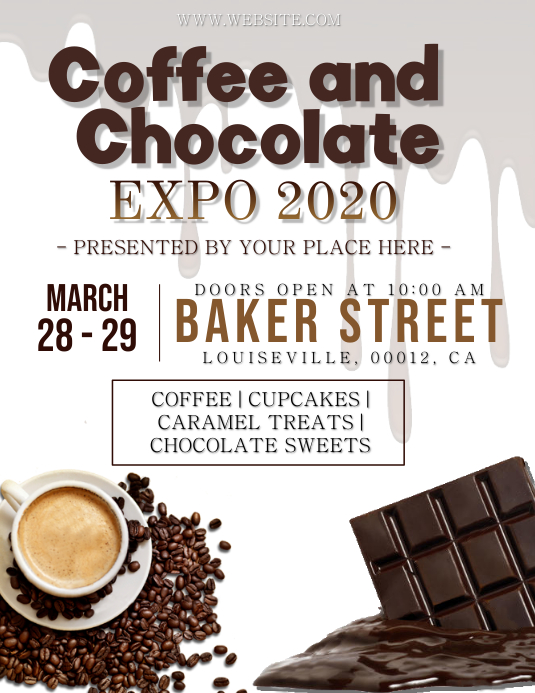 WWW.WEBSITE.COM
Coffee and
Chocolate
EXPO 2020
- PRESENTED BY YOUR PLACE HERE -
MARCH
28 - 29
DOORS OPEN AT 10:00 AM
BAKER STREET
LOUISEVILLE, 00012, CA
COFFEE | CUPCAKES |
CARAMEL TREATS |
CHOCOLATE SWEETS